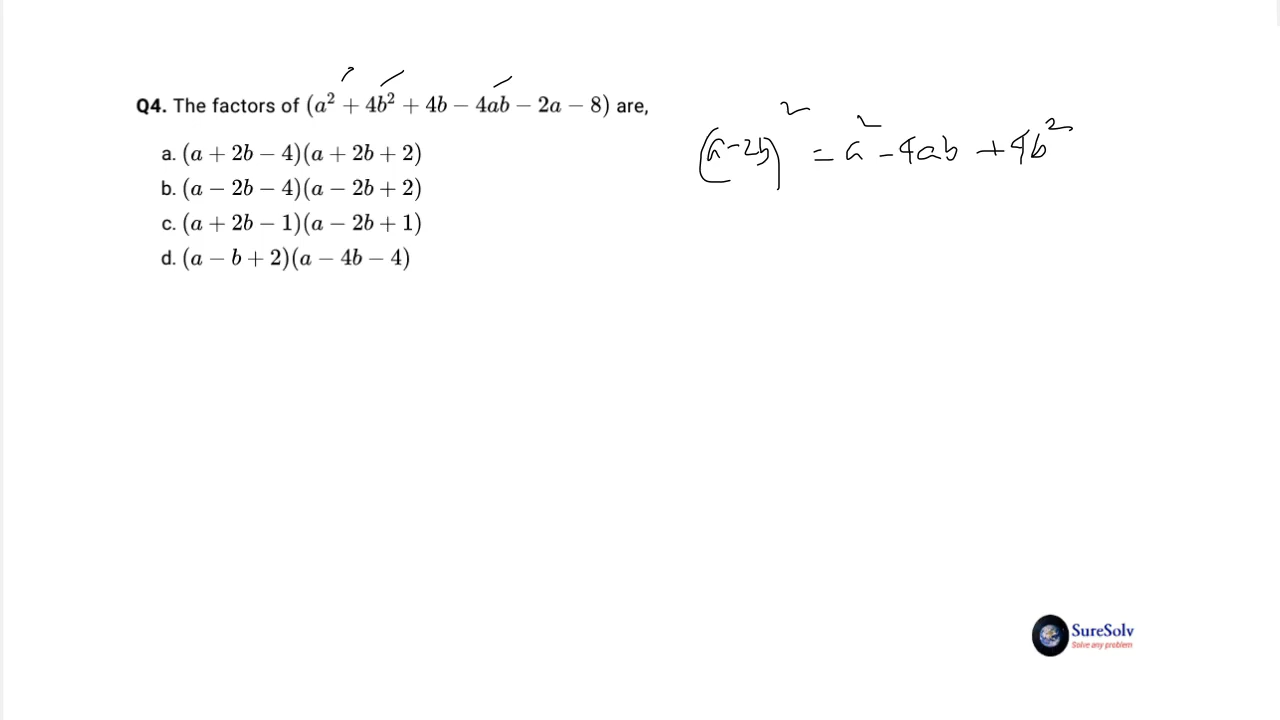 Q4. The factors of (a² + 4b² + 4b − 4ab − 2a − 8) are,
a. (a + 2b − 4)(a + 2b + 2)
b. (a − 2b − 4)(a − 2b + 2)
c. (a + 2b − 1)(a − 2b + 1)
d. (a − b + 2)(a − 4b − 4)
(a-2b)² = a² - 4ab + 4b²
SureSolv
Solve any problem